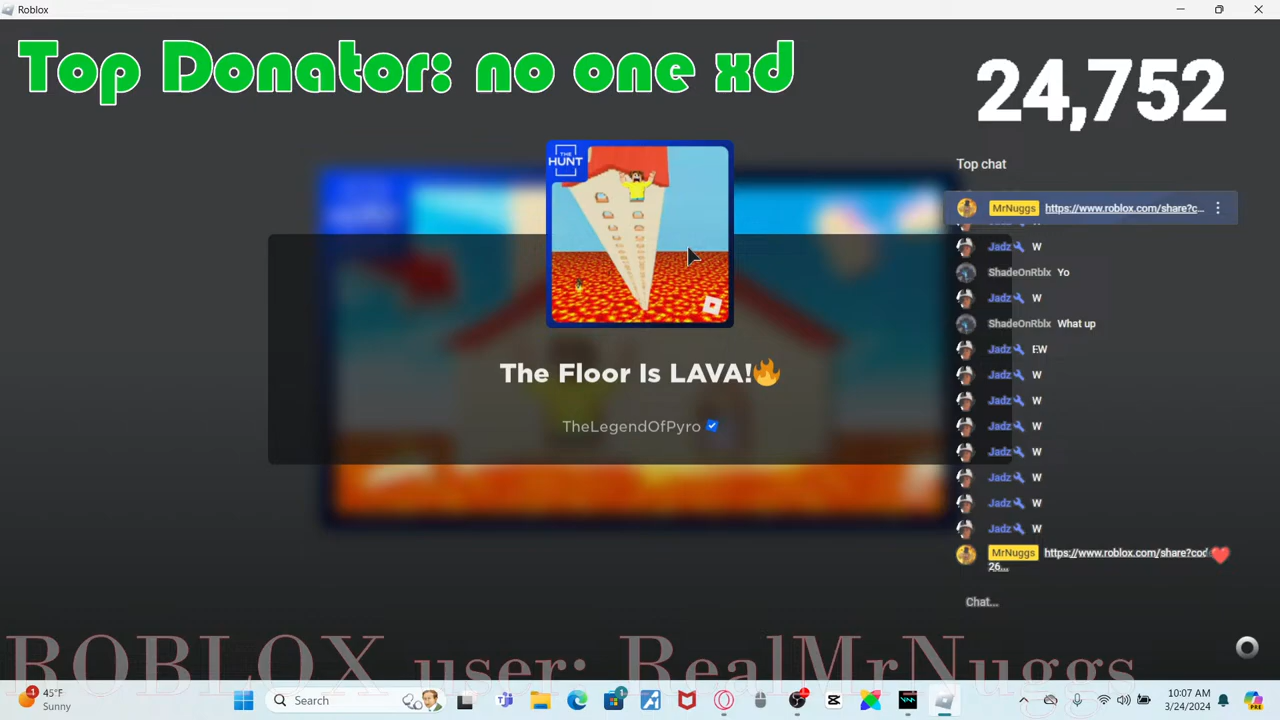 Roblox
Top Donator: no one xd
24,752
Top chat
MrNuggs https://www.roblox.com/share?c...
W
Jadz W
ShadeOnRblx Yo
Jadz W
ShadeOnRblx What up
Jadz EW
Jadz W
Jadz W
Jadz W
Jadz W
Jadz W
Jadz W
Jadz W
MrNuggs https://www.roblox.com/share?cod
26...
Chat...
THE
HUNT
The Floor Is LAVA!🔥
TheLegendOfPyro
ROBLOX user: RealMrNuggs
1
45°F
Sunny
Search
1
10:07 AM
3/24/2024
PRE